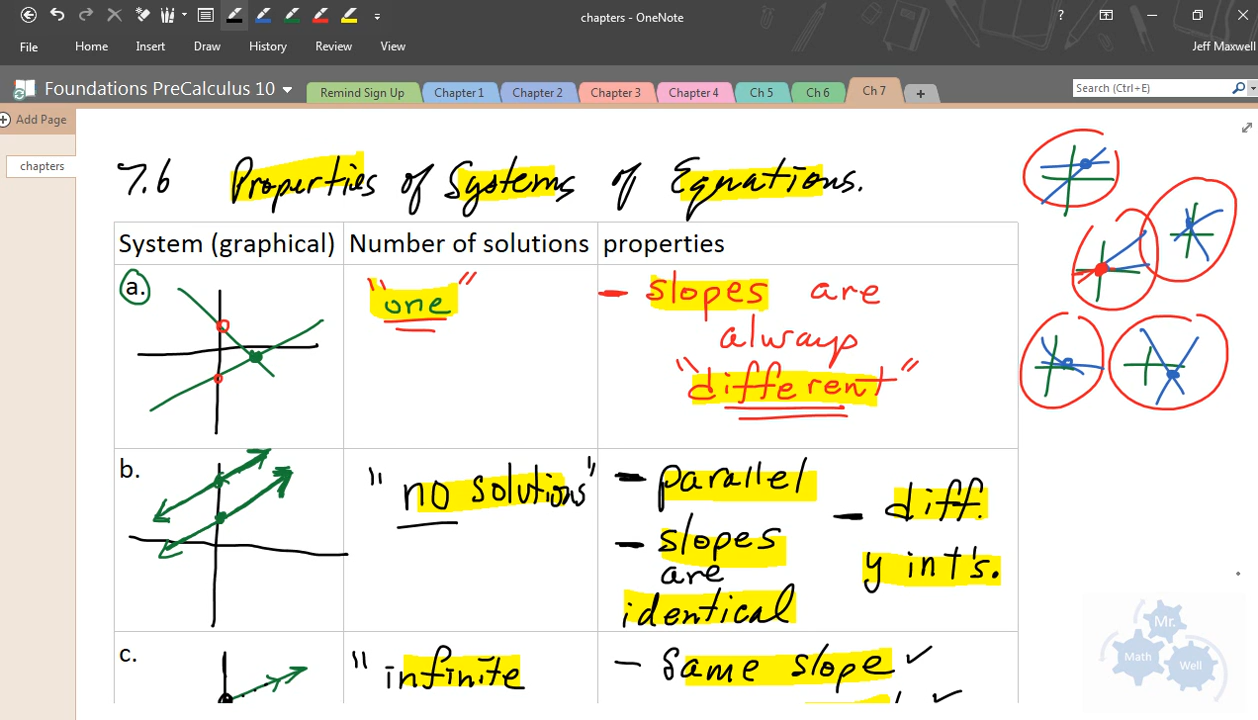 chapters - OneNote
?
File
Home
Insert
Draw
History
Review
View
Jeff Maxwell
Foundations PreCalculus 10
Remind Sign Up
Chapter 1
Chapter 2
Chapter 3
Chapter 4
Ch 5
Ch 6
Ch 7
+
Search (Ctrl+E)
Add Page
chapters
7.6 Properties of Systems of Equations.
System (graphical)
Number of solutions
properties
a.
"one"
- slopes are
always
"different"
b.
"no solutions"
- parallel
- slopes
are
identical
- diff.
y int's.
c.
"infinite
- Same slope ✓
Mr.
Math
Well